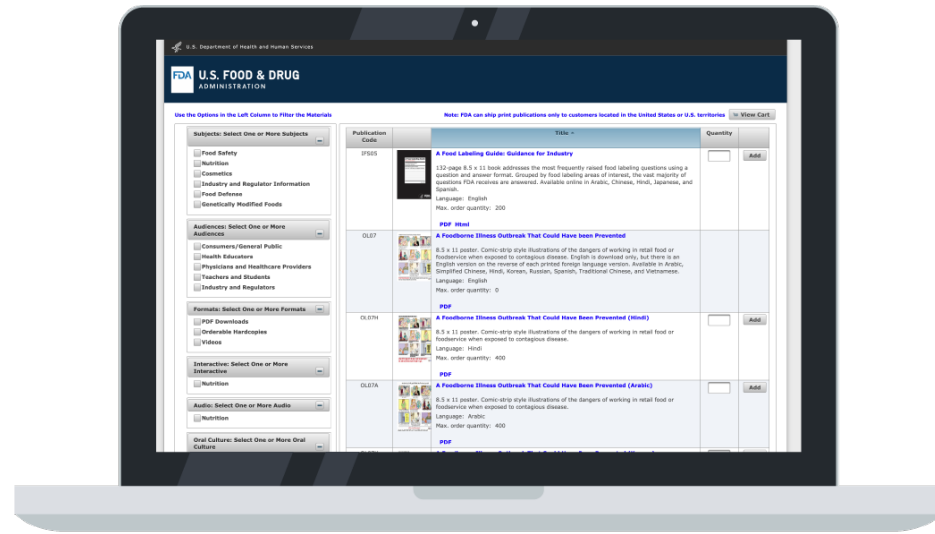 U.S. Department of Health and Human Services
FDA
U.S. FOOD & DRUG
ADMINISTRATION
Use the Options in the Left Column to Filter the Materials
Note: FDA can ship print publications only to customers located in the United States or U.S. territories
View Cart
Subjects: Select One or More Subjects
Food Safety
Nutrition
Cosmetics
Industry and Regulator Information
Food Defense
Genetically Modified Foods
Audiences: Select One or More
Audiences
Consumers/General Public
Health Educators
Physicians and Healthcare Providers
Teachers and Students
Industry and Regulators
Formats: Select One or More Formats
PDF Downloads
Orderable Hardcopies
Videos
Interactive: Select One or More
Interactive
Nutrition
Audio: Select One or More Audio
Nutrition
Oral Culture: Select One or More Oral
Culture
Publication
Code
Title
Quantity
IFS05
A Food Labeling Guide: Guidance for Industry
132-page 8.5 x 11 book addresses the most frequently raised food labeling questions using a
question and answer format. Grouped by food labeling areas of interest, the vast majority of
questions FDA receives are answered. Available online in Arabic, Chinese, Hindi, Japanese, and
Spanish.
Language: English
Max. order quantity: 200
PDF Html
Add
OL07
A Foodborne Illness Outbreak That Could Have been Prevented
8.5 x 11 poster. Comic-strip style illustrations of the dangers of working in retail food or
foodservice when exposed to contagious disease. English is download only, but there is an
English version on the reverse of each printed foreign language version. Available in Arabic,
Simplified Chinese, Hindi, Korean, Russian, Spanish, Traditional Chinese, and Vietnamese.
Language: English
Max. order quantity: 0
PDF
OL07H
A Foodborne Illness Outbreak That Could Have Been Prevented (Hindi)
8.5 x 11 poster. Comic-strip style illustrations of the dangers of working in retail food or
foodservice when exposed to contagious disease.
Language: Hindi
Max. order quantity: 400
PDF
Add
OL07A
A Foodborne Illness Outbreak That Could Have Been Prevented (Arabic)
8.5 x 11 poster. Comic-strip style illustrations of the dangers of working in retail food or
foodservice when exposed to contagious disease.
Language: Arabic
Max. order quantity: 400
PDF
Add